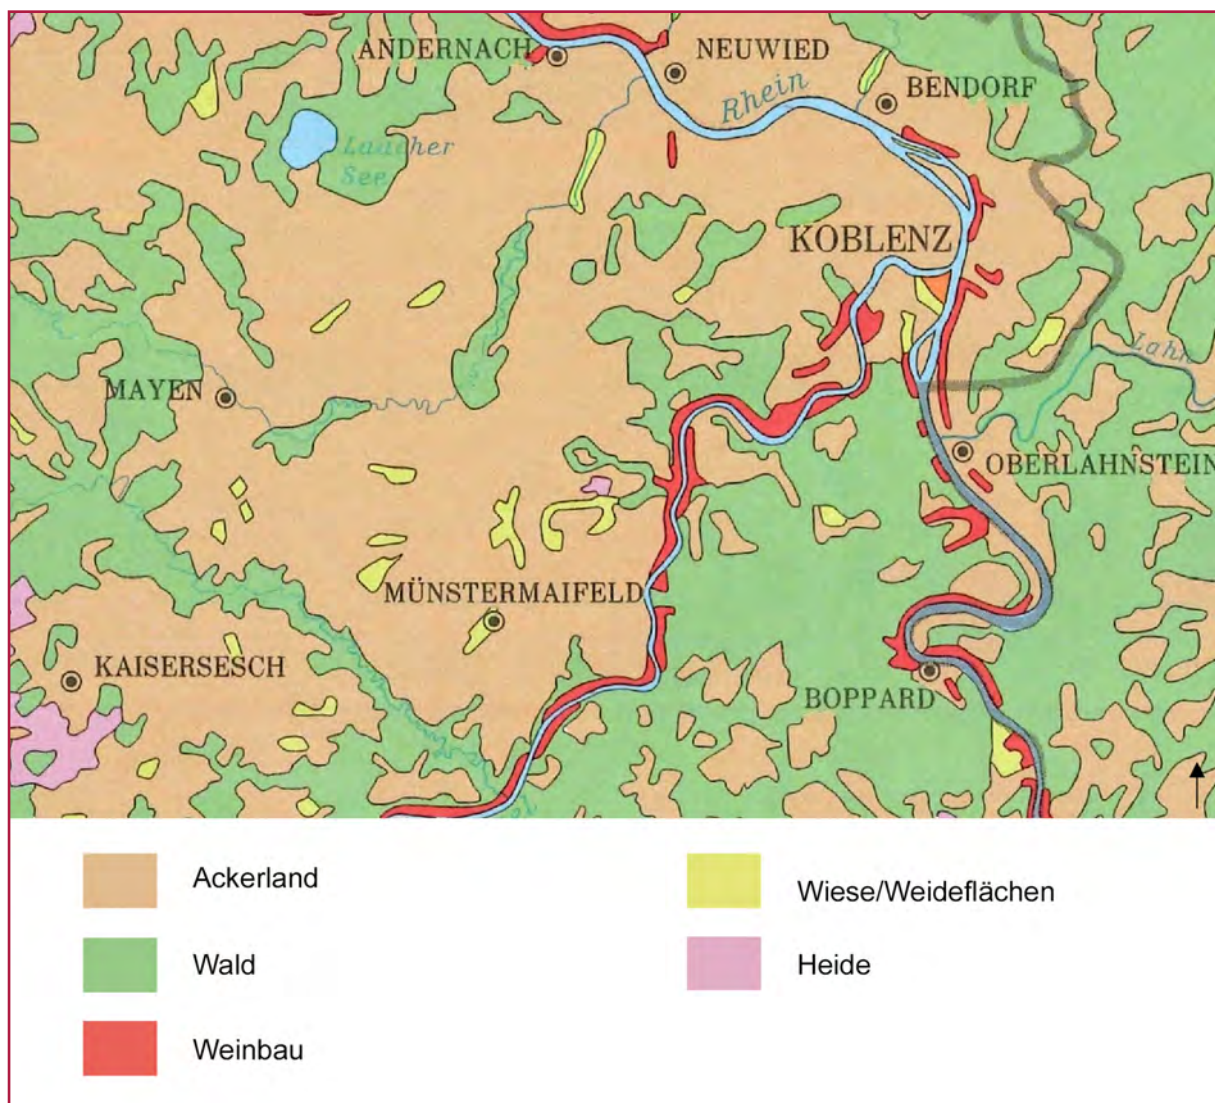 ANDERNACH
NEUWIED
BENDORF
Rhein
Laacher
See
KOBLENZ
Lahn
MAYEN
OBERLAHNSTEIN
MÜNSTERMAIFELD
KAISERSESCH
BOPPARD
Ackerland
Wiese/Weideflächen
Wald
Heide
Weinbau